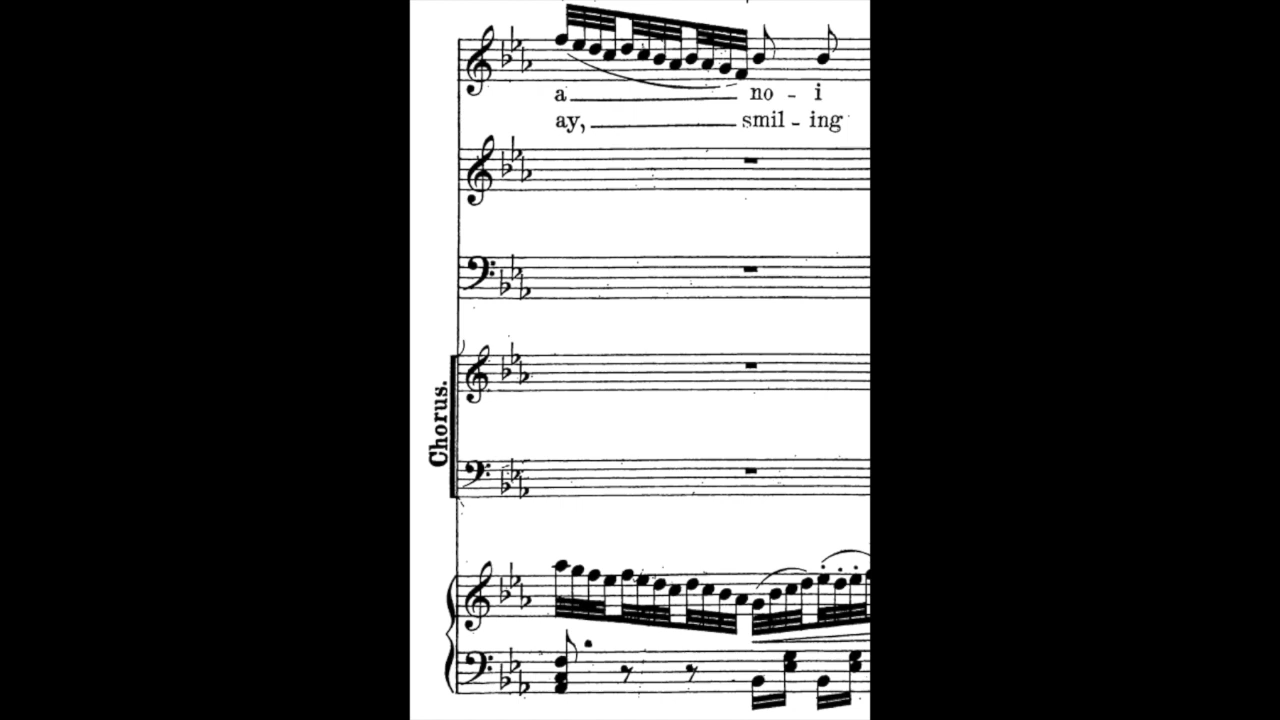 a no - i
ay, smil - ing
Chorus.